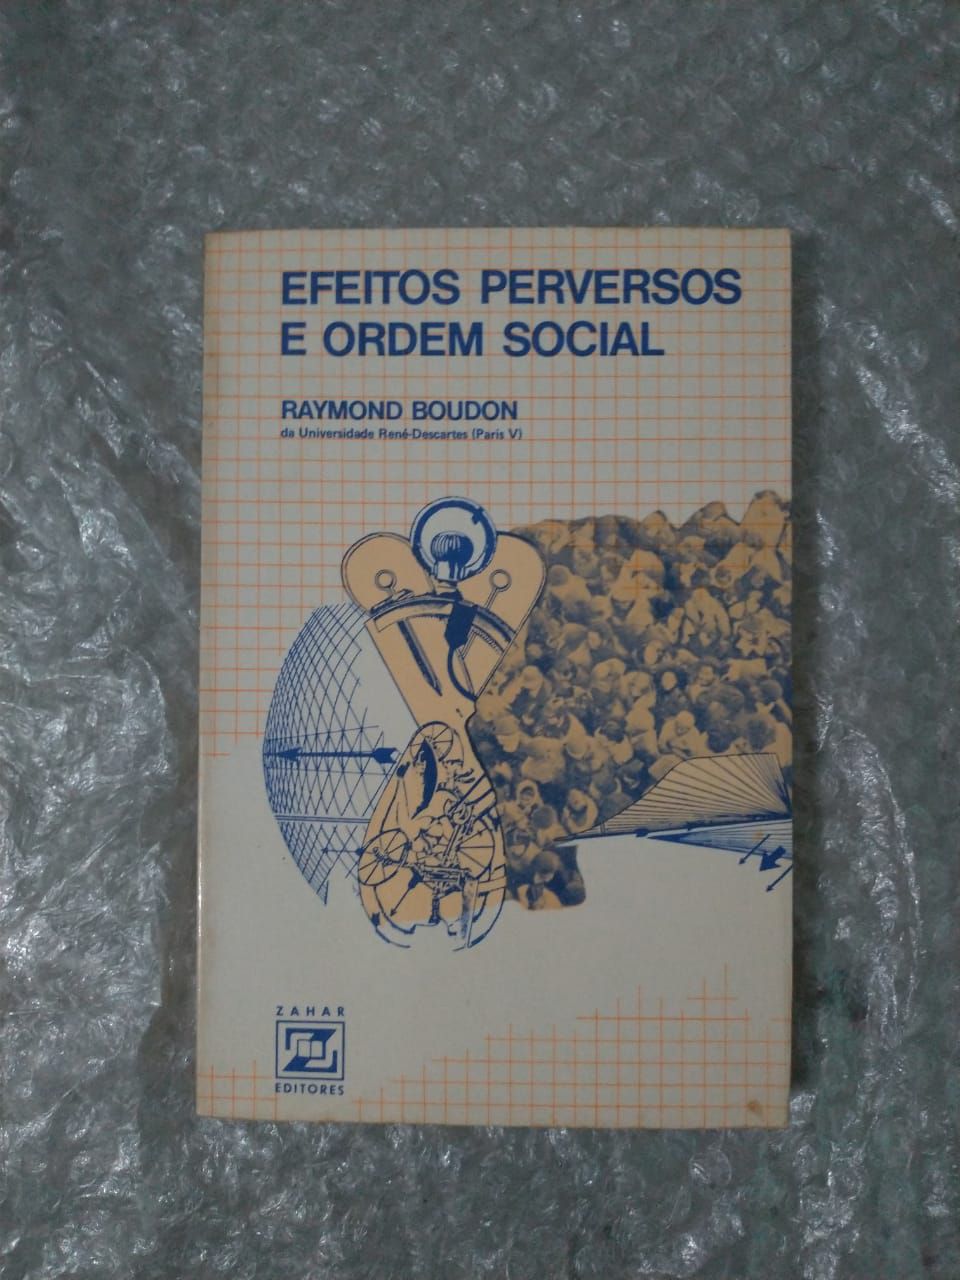 EFEITOS PERVERSOS
E ORDEM SOCIAL
RAYMOND BOUDON
da Universidade René-Descartes (Paris V)
ZAHAR
EDITORES